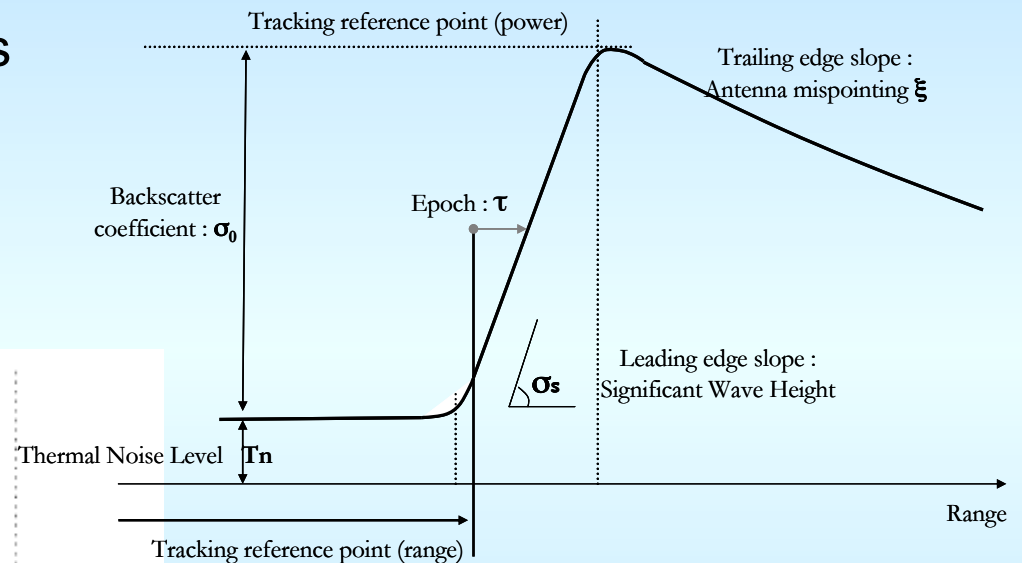 s
Tracking reference point (power)
Trailing edge slope :
Antenna mispointing ξ
Backscatter
coefficient : σ0
Epoch : τ
σs
Leading edge slope :
Significant Wave Height
Thermal Noise Level Tn
Range
Tracking reference point (range)